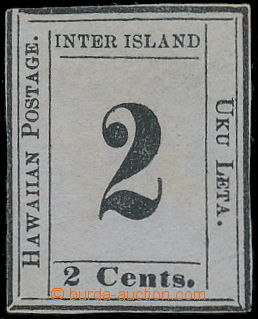 INTER ISLAND
HAWAIIAN POSTAGE.
2
UKU LETA.
2 Cents.
burda-auction.com